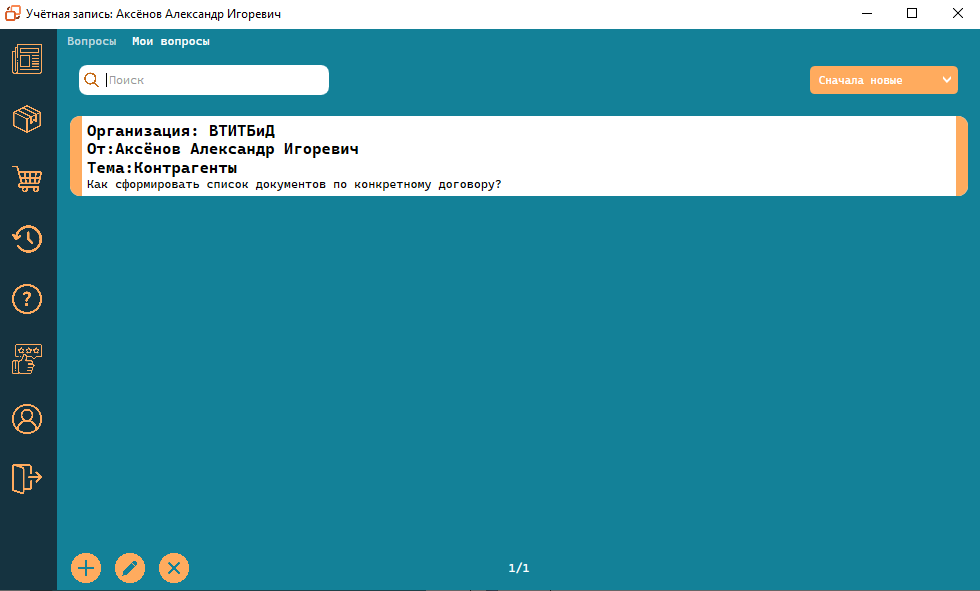 Учётная запись: Аксёнов Александр Игоревич
Вопросы Мои вопросы
Поиск
Сначала новые
Организация: ВТИТБиД
От:Аксёнов Александр Игоревич
Тема:Контрагенты
Как сформировать список документов по конкретному договору?
1/1